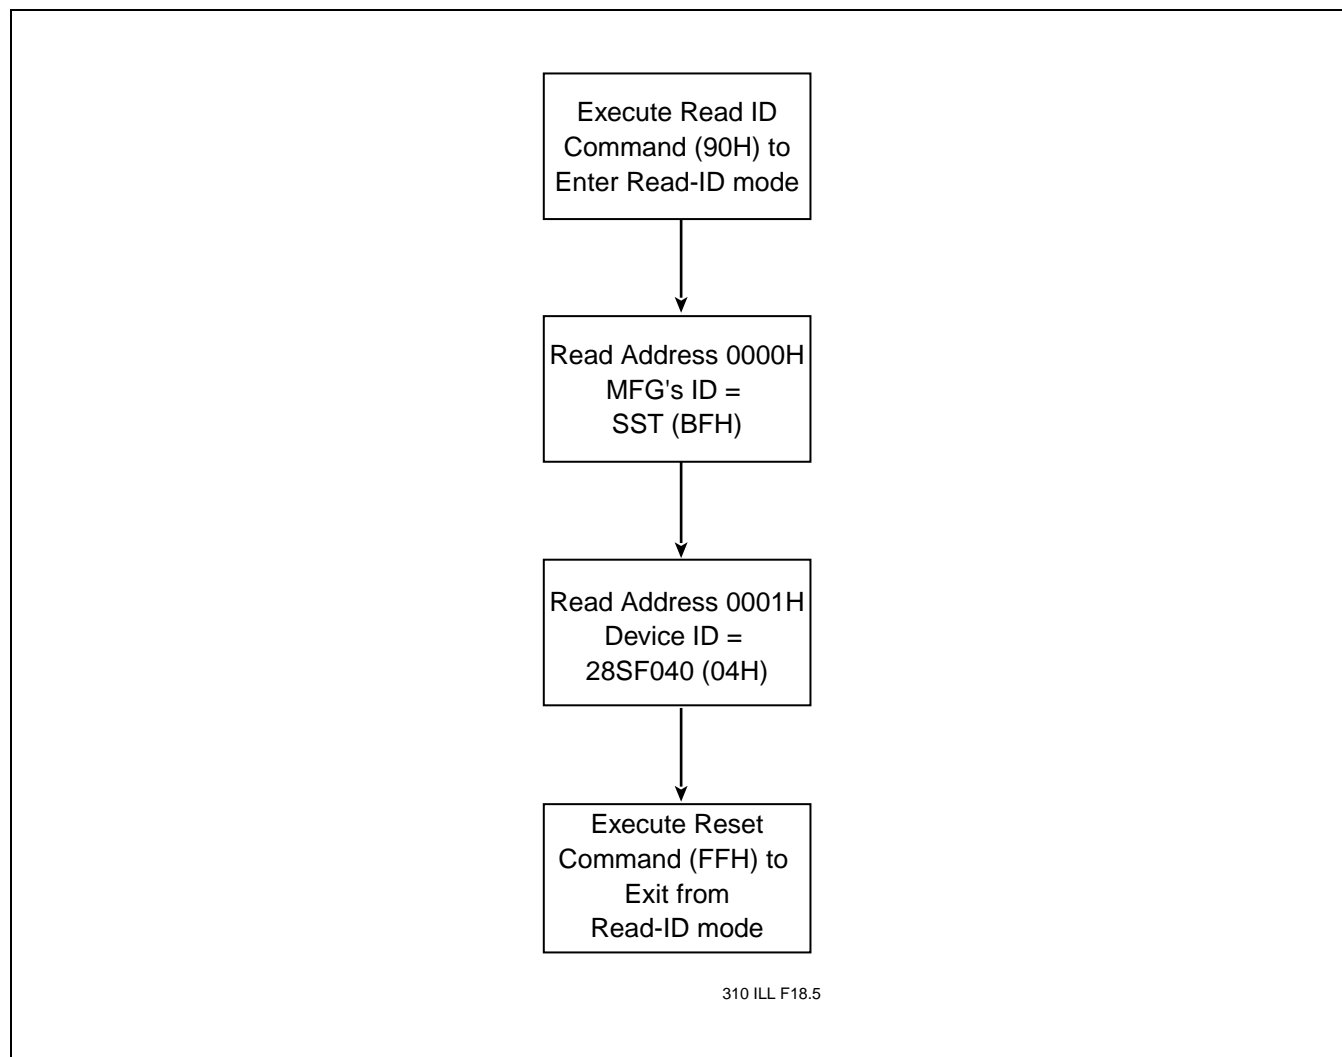 Execute Read ID
Command (90H) to
Enter Read-ID mode
Read Address 0000H
MFG's ID =
SST (BFH)
Read Address 0001H
Device ID =
28SF040 (04H)
Execute Reset
Command (FFH) to
Exit from
Read-ID mode
310 ILL F18.5